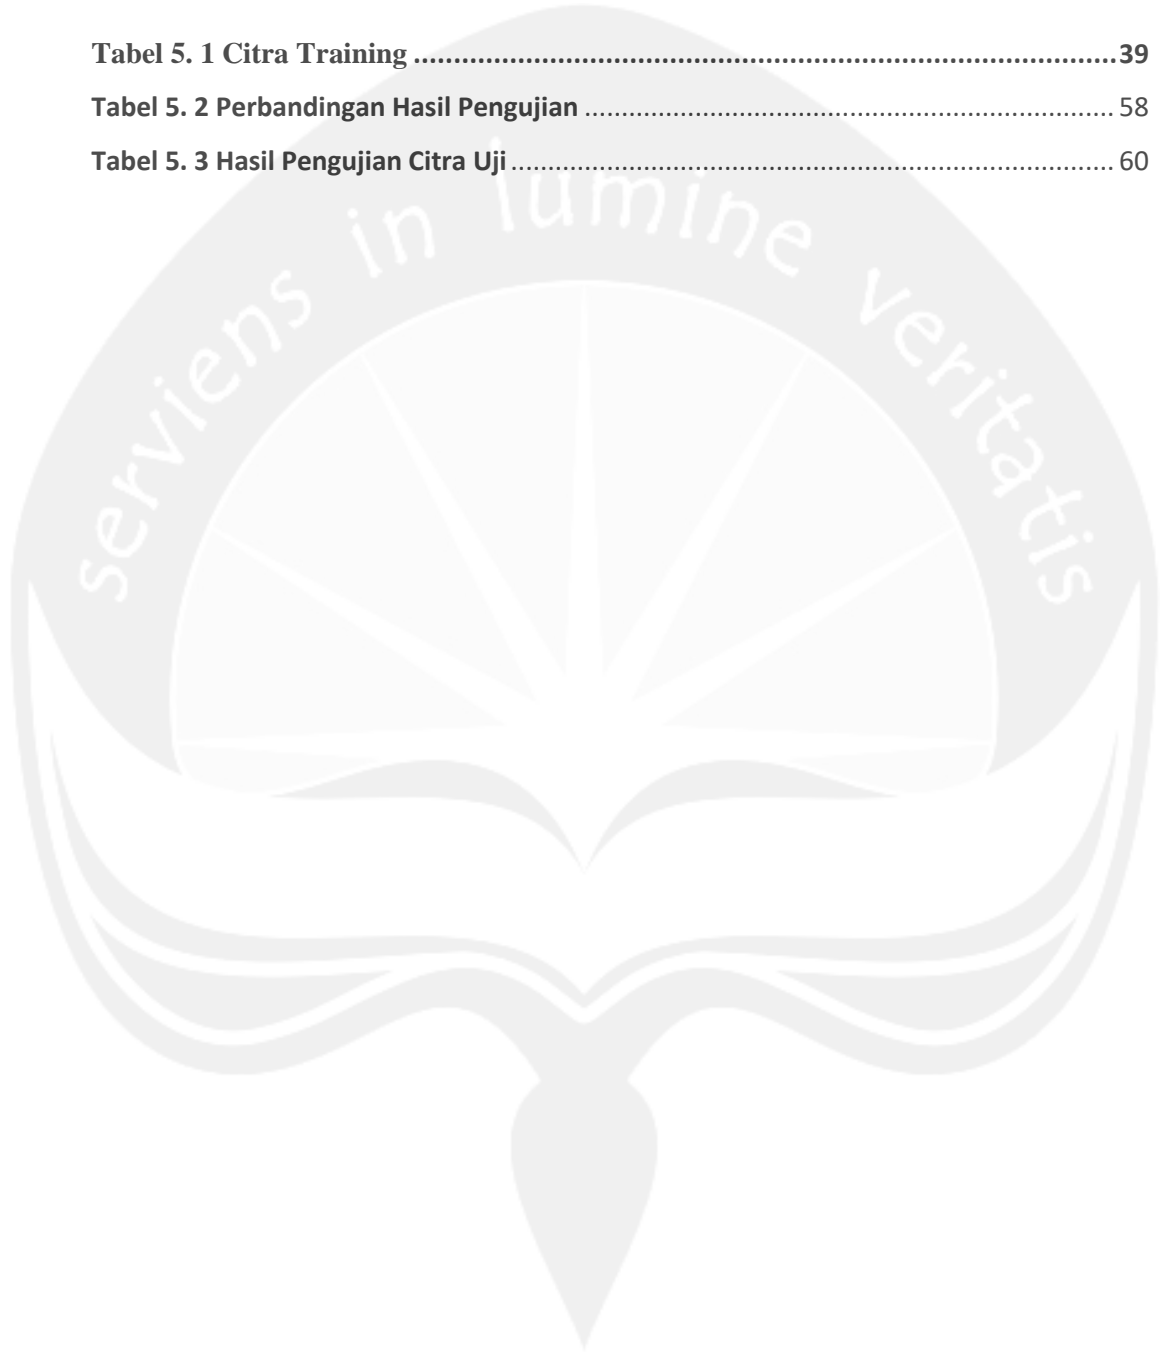 Tabel 5. 1 Citra Training ........................................................................................39
Tabel 5. 2 Perbandingan Hasil Pengujian ........................................................................ 58
Tabel 5. 3 Hasil Pengujian Citra Uji .................................................................................. 60
serviens in lumine veritatis